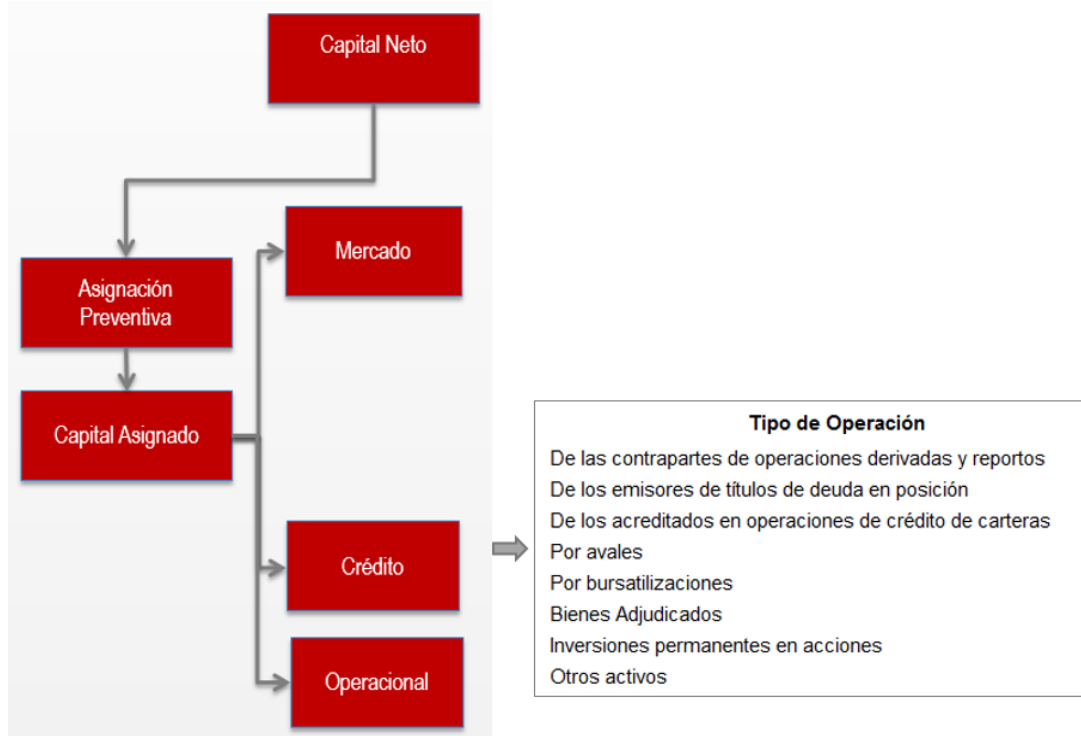 Capital Neto
Mercado
Asignación
Preventiva
Capital Asignado
Crédito
Operacional
Tipo de Operación
De las contrapartes de operaciones derivadas y reportos
De los emisores de títulos de deuda en posición
De los acreditados en operaciones de crédito de carteras
Por avales
Por bursatilizaciones
Bienes Adjudicados
Inversiones permanentes en acciones
Otros activos